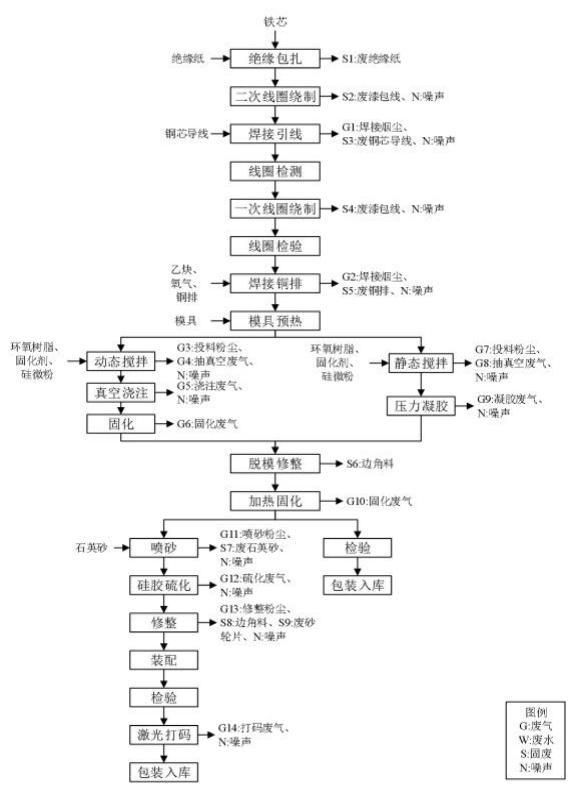 铁芯
绝缘纸
绝缘包扎
S1:废绝缘纸
二次线圈绕制
S2:废漆包线、N:噪声
铜芯导线
焊接引线
G1:焊接烟尘、
S3:废铜芯导线、N:噪声
线圈检测
一次线圈绕制
S4:废漆包线、N:噪声
线圈检验
乙炔、
氧气、
铜排
焊接铜排
G2:焊接烟尘、
S5:废铜排、N:噪声
模具
模具预热
环氧树脂、
固化剂、
硅微粉
动态搅拌
G3:投料粉尘、
G4:抽真空废气、
N:噪声
真空浇注
G5:浇注废气、
N:噪声
固化
G6:固化废气
环氧树脂、
固化剂、
硅微粉
静态搅拌
G7:投料粉尘、
G8:抽真空废气、
N:噪声
压力凝胶
G9:凝胶废气、
N:噪声
脱模修整
S6:边角料
加热固化
G10:固化废气
石英砂
喷砂
G11:喷砂粉尘、
S7:废石英砂、
N:噪声
硅胶硫化
G12:硫化废气、
N:噪声
修整
G13:修整粉尘、
S8:边角料、S9:废砂
轮片、N:噪声
装配
检验
激光打码
G14:打码废气、
N:噪声
包装入库
检验
包装入库
图例
G:废气
W:废水
S:固废
N:噪声